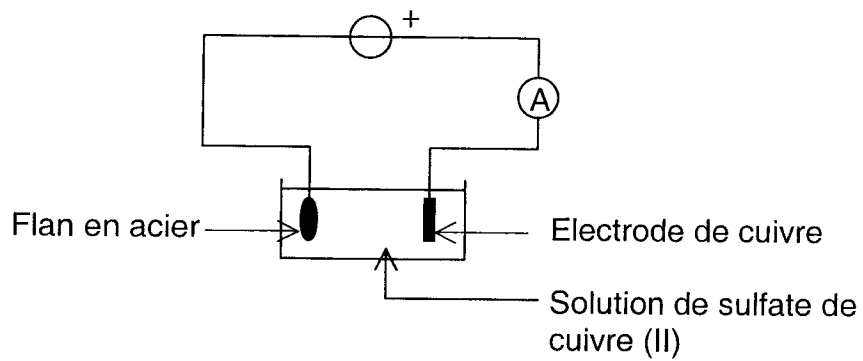 +
A
Flan en acier
Electrode de cuivre
Solution de sulfate de
cuivre (II)